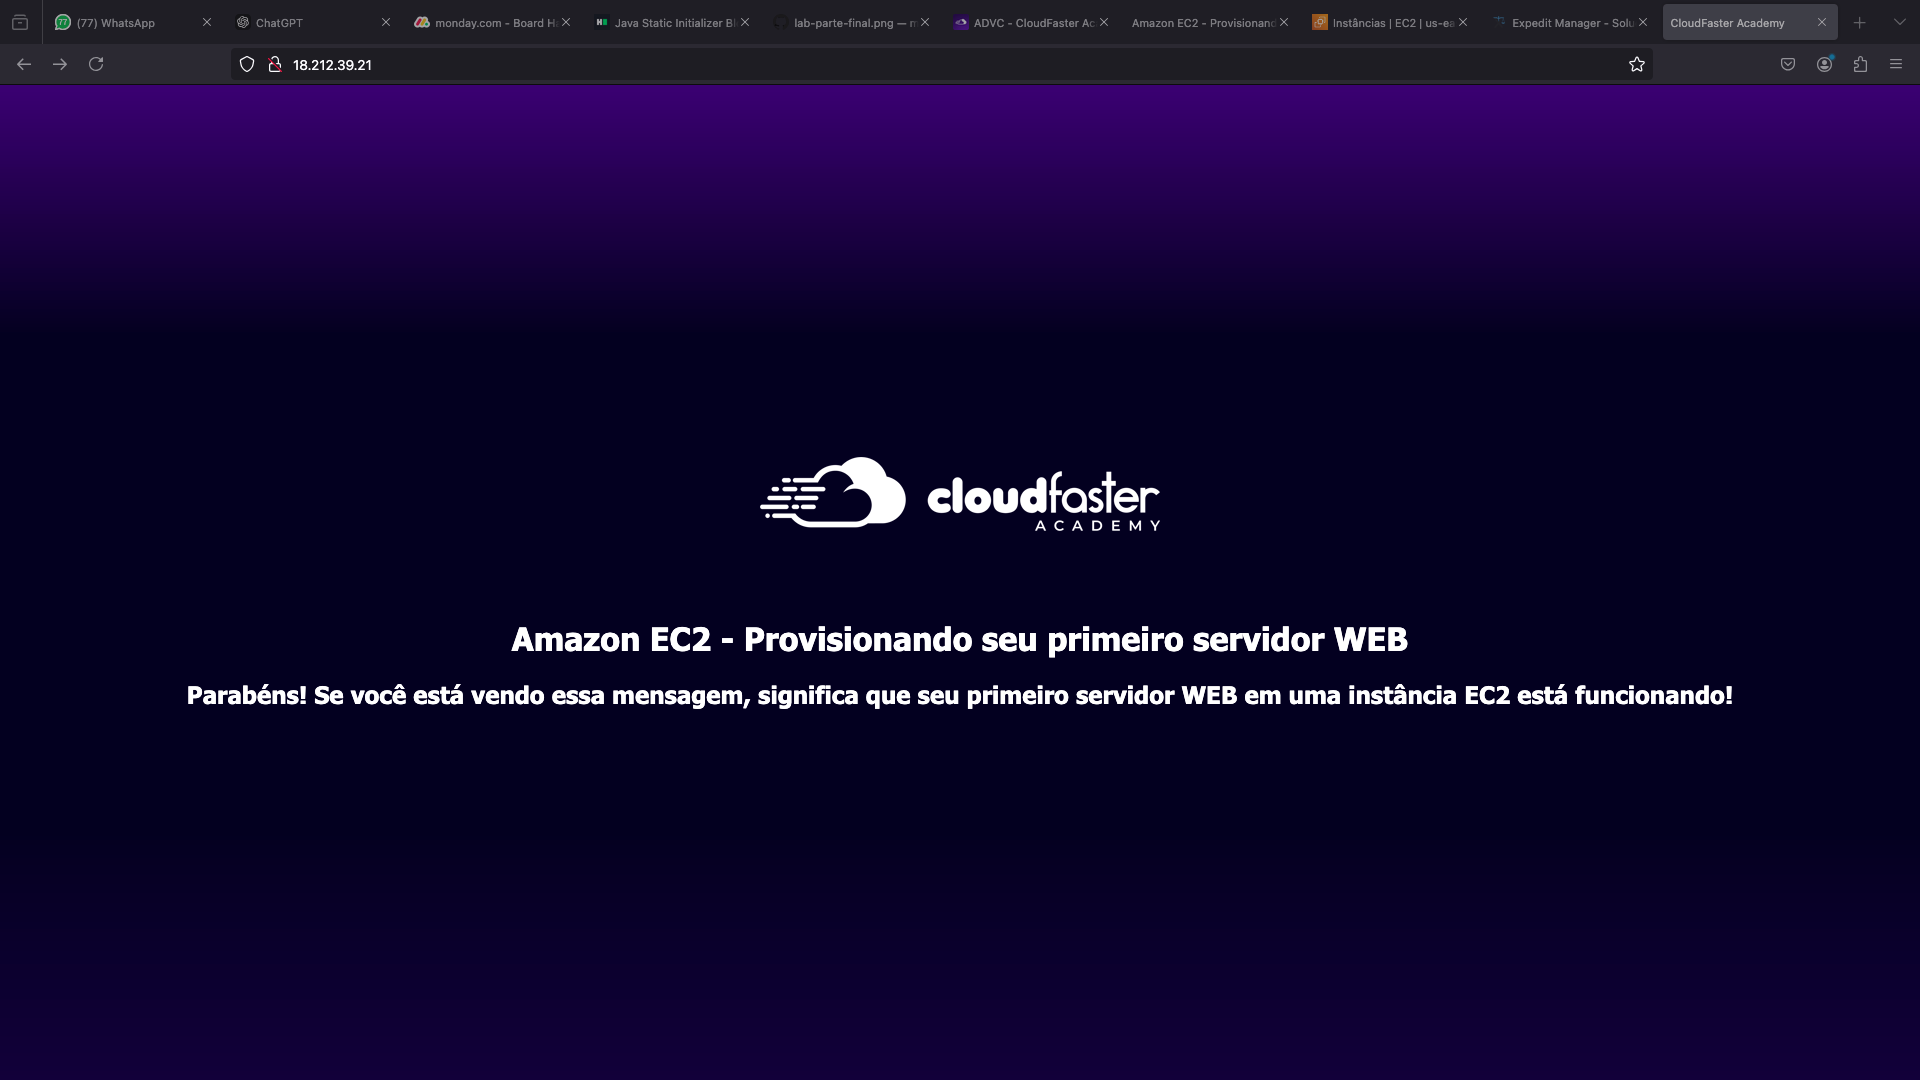 (77) WhatsApp
ChatGPT
monday.com - Board Ha
Java Static Initializer Bl
lab-parte-final.png — m
ADVC - CloudFaster Ac
Amazon EC2 - Provisionand
Instâncias | EC2 | us-ea
Expedit Manager - Solu
CloudFaster Academy
18.212.39.21
cloudfaster
ACADEMY
Amazon EC2 - Provisionando seu primeiro servidor WEB
Parabéns! Se você está vendo essa mensagem, significa que seu primeiro servidor WEB em uma instância EC2 está funcionando!